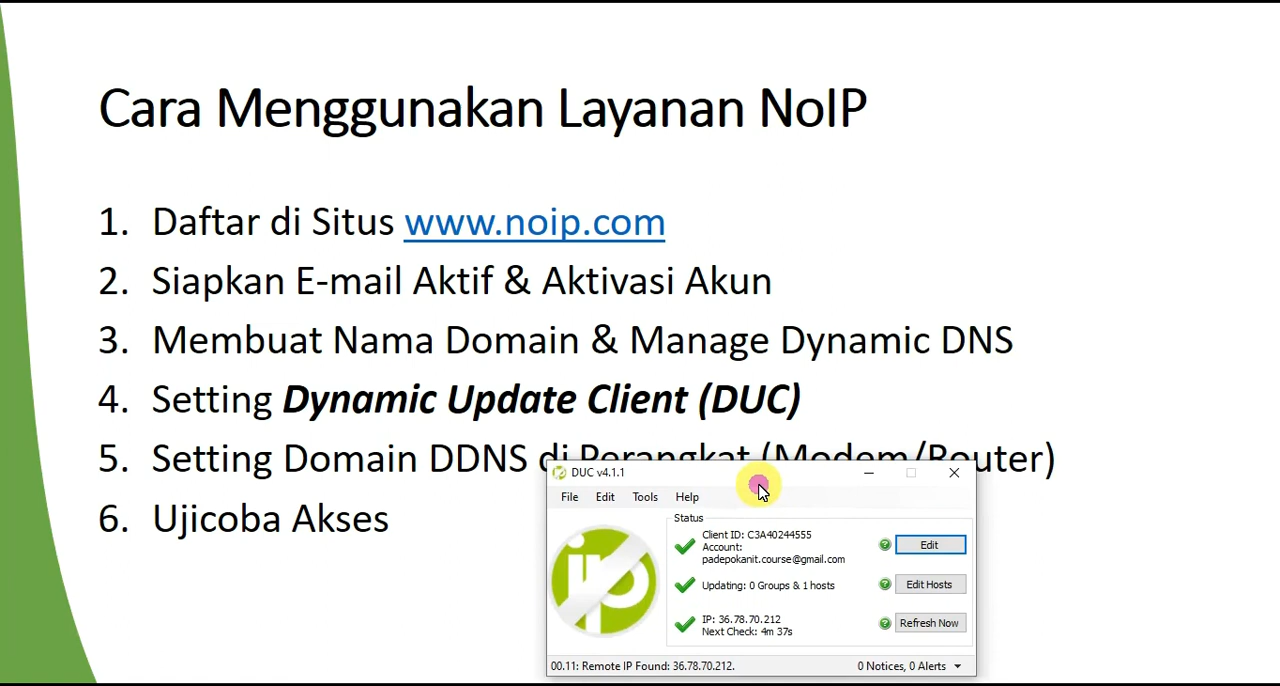 Cara Menggunakan Layanan NoIP
1. Daftar di Situs www.noip.com
2. Siapkan E-mail Aktif & Aktivasi Akun
3. Membuat Nama Domain & Manage Dynamic DNS
4. Setting Dynamic Update Client (DUC)
5. Setting Domain DDNS di Perangkat (Modem/Router)
6. Ujicoba Akses
DUC v4.1.1
File Edit Tools Help
Status
Client ID: C3A40244555
Account:
padepokanit.course@gmail.com
Edit
Updating: 0 Groups & 1 hosts
Edit Hosts
IP: 36.78.70.212
Next Check: 4m 37s
Refresh Now
ip
00.11: Remote IP Found: 36.78.70.212.
0 Notices, 0 Alerts